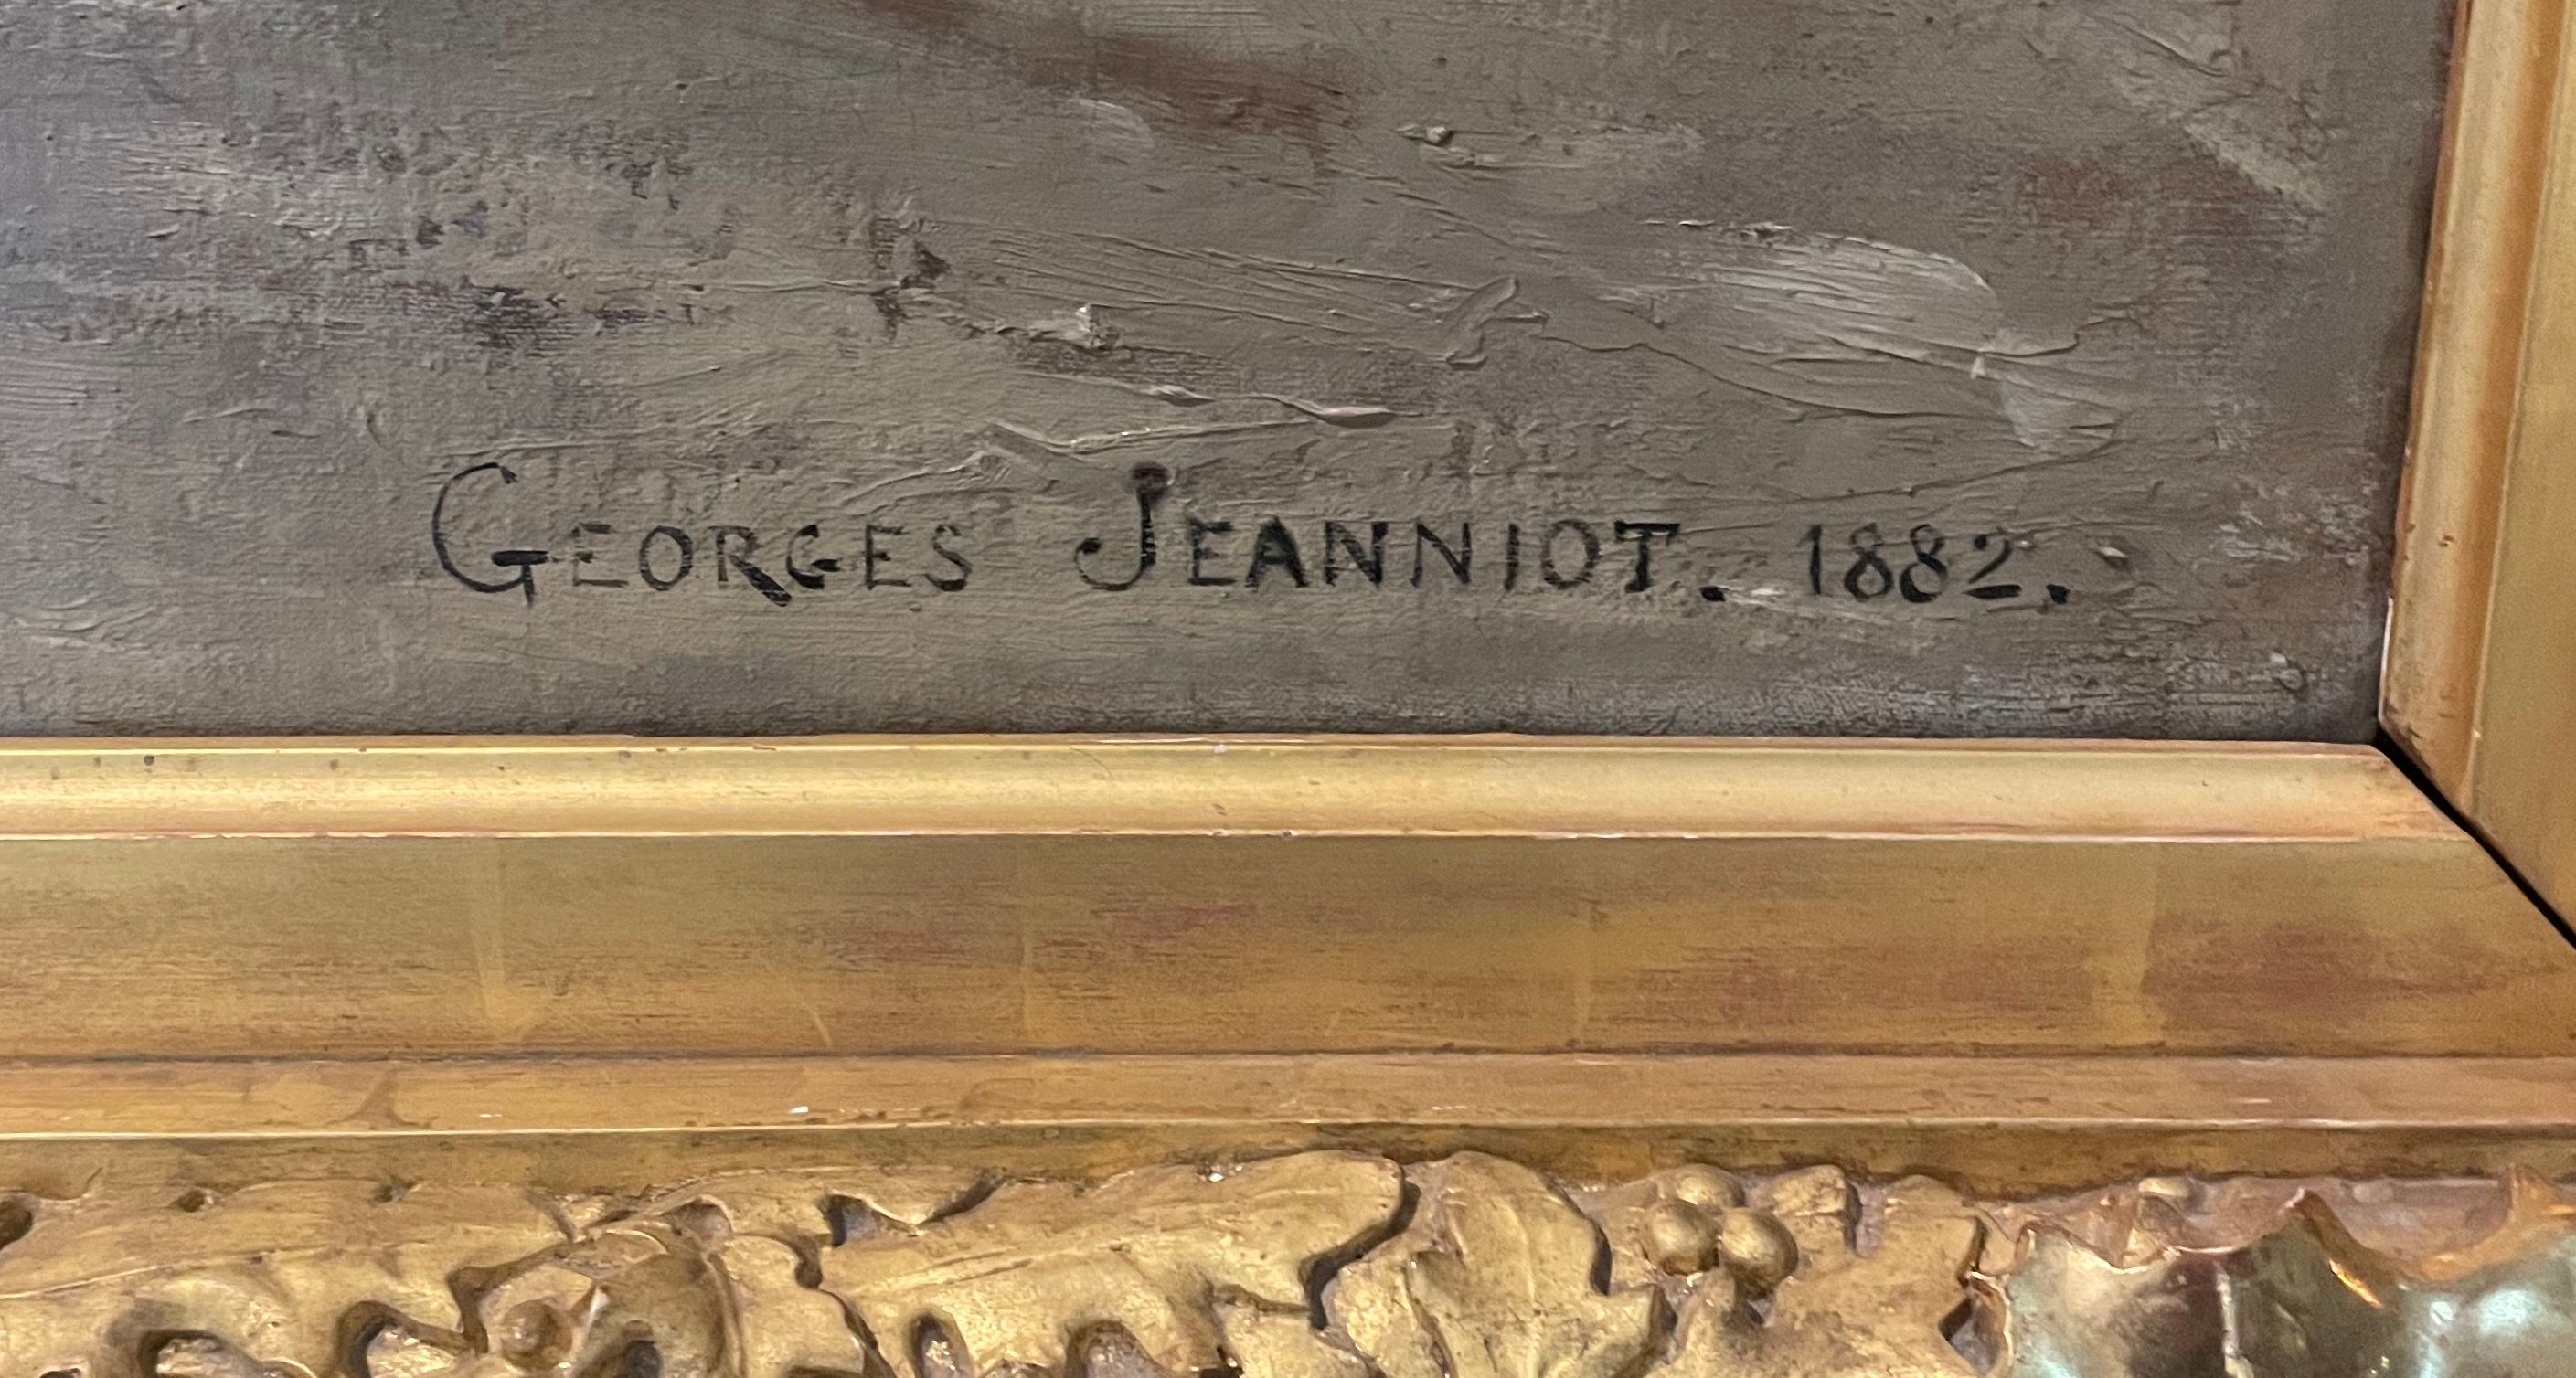 GEORGES JEANNIOT. 1882.